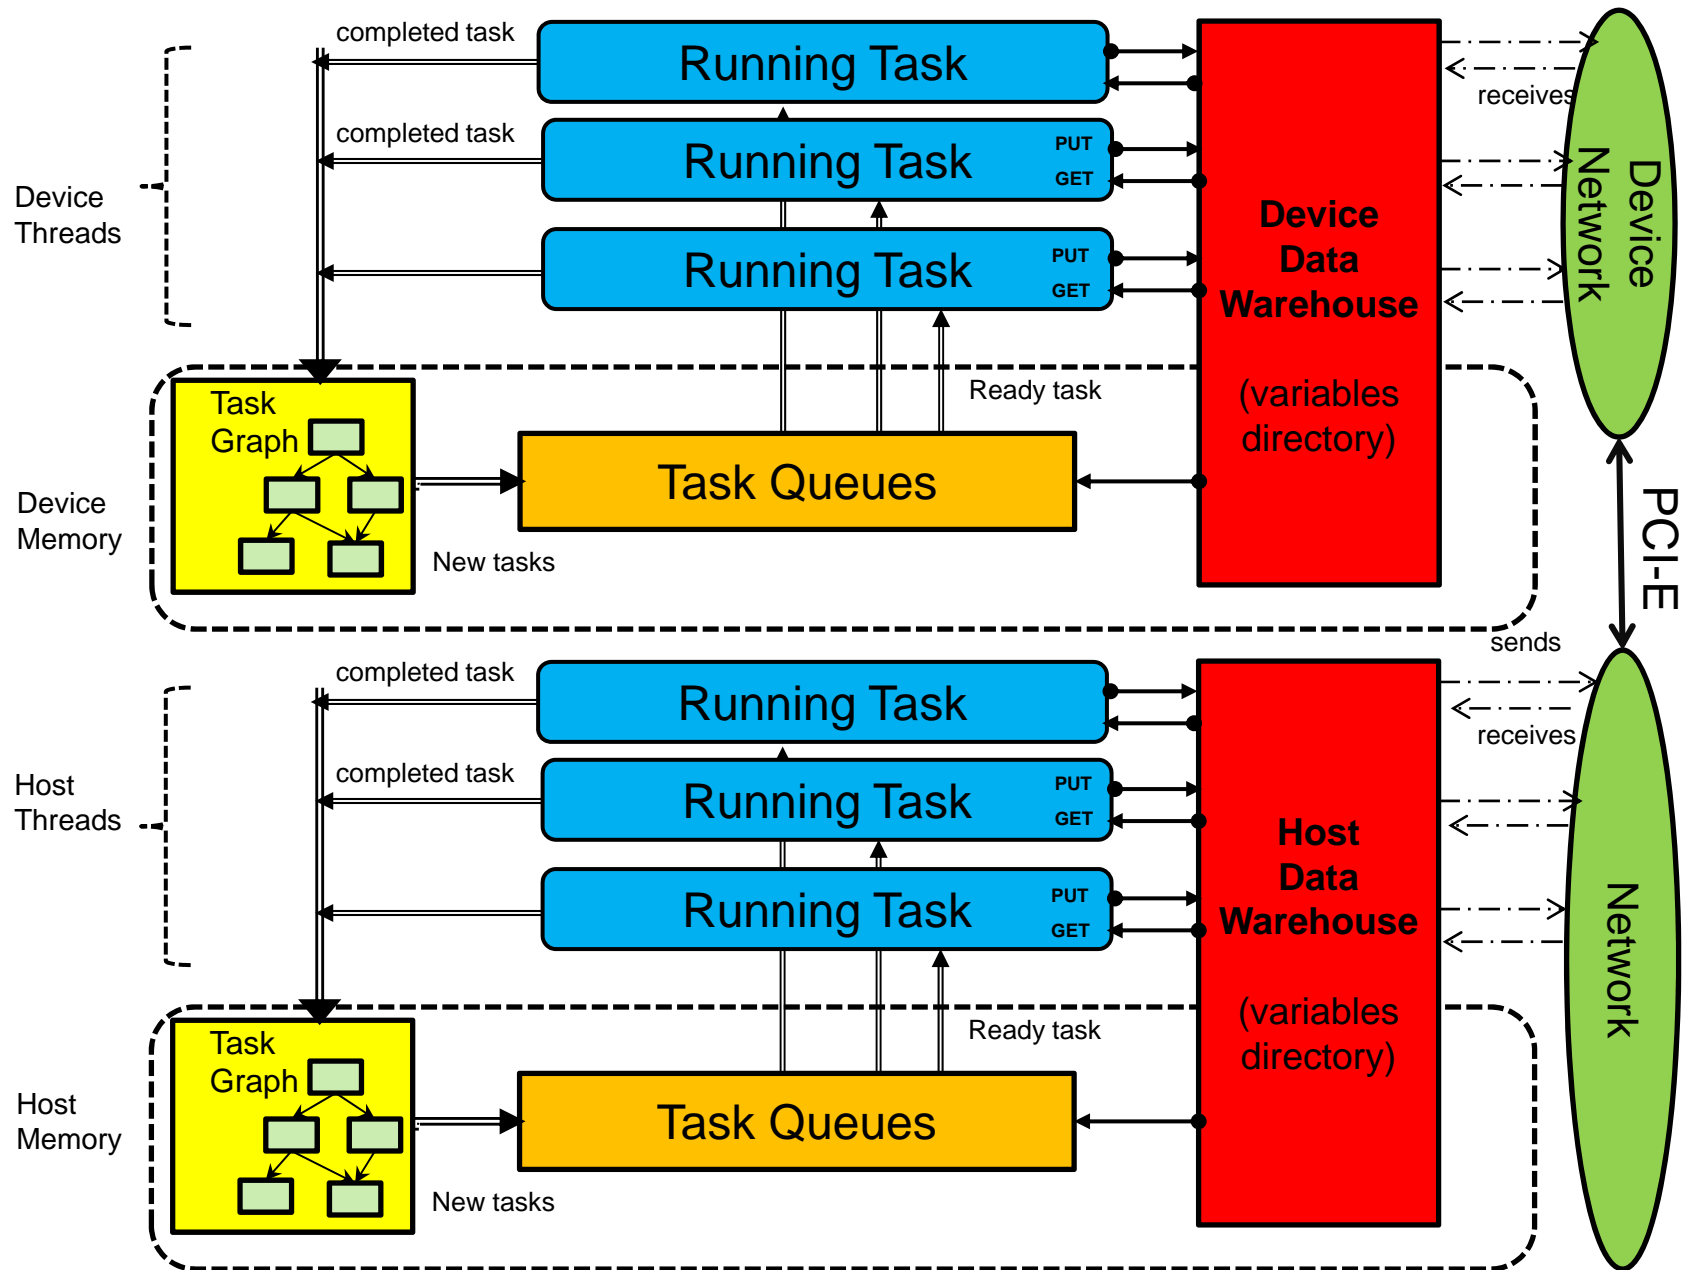 completed task
Running Task
receives
completed task
Running Task
PUT
GET
Device
Threads
Running Task
PUT
GET
Device
Data
Warehouse
(variables
directory)
Device
Network
Ready task
Task
Graph
Task Queues
Device
Memory
New tasks
PCI-E
sends
completed task
Running Task
receives
completed task
Running Task
PUT
GET
Host
Threads
Running Task
PUT
GET
Host
Data
Warehouse
(variables
directory)
Network
Ready task
Task
Graph
Task Queues
Host
Memory
New tasks